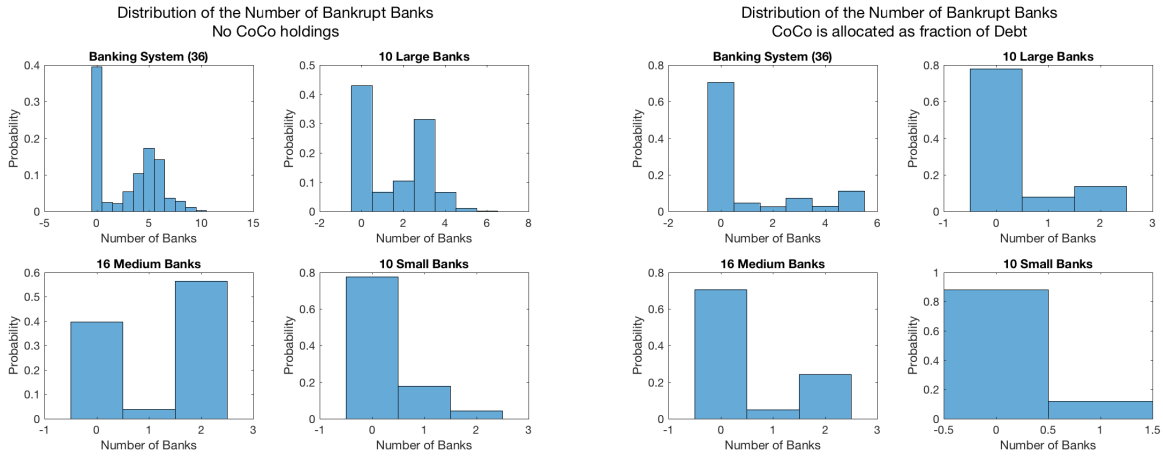 Distribution of the Number of Bankrupt Banks
No CoCo holdings
Banking System (36)
0.4
0.3
0.2
0.1
0
Probability
-5 0 5 10 15
Number of Banks
10 Large Banks
0.5
0.4
0.3
0.2
0.1
0
Probability
-2 0 2 4 6 8
Number of Banks
16 Medium Banks
0.6
0.5
0.4
0.3
0.2
0.1
0
Probability
-1 0 1 2 3
Number of Banks
10 Small Banks
0.8
0.6
0.4
0.2
0
Probability
-1 0 1 2 3
Number of Banks
Distribution of the Number of Bankrupt Banks
CoCo is allocated as fraction of Debt
Banking System (36)
0.8
0.6
0.4
0.2
0
Probability
-2 0 2 4 6
Number of Banks
10 Large Banks
0.8
0.6
0.4
0.2
0
Probability
-1 0 1 2 3
Number of Banks
16 Medium Banks
0.8
0.6
0.4
0.2
0
Probability
-1 0 1 2 3
Number of Banks
10 Small Banks
1
0.8
0.6
0.4
0.2
0
Probability
-0.5 0 0.5 1 1.5
Number of Banks